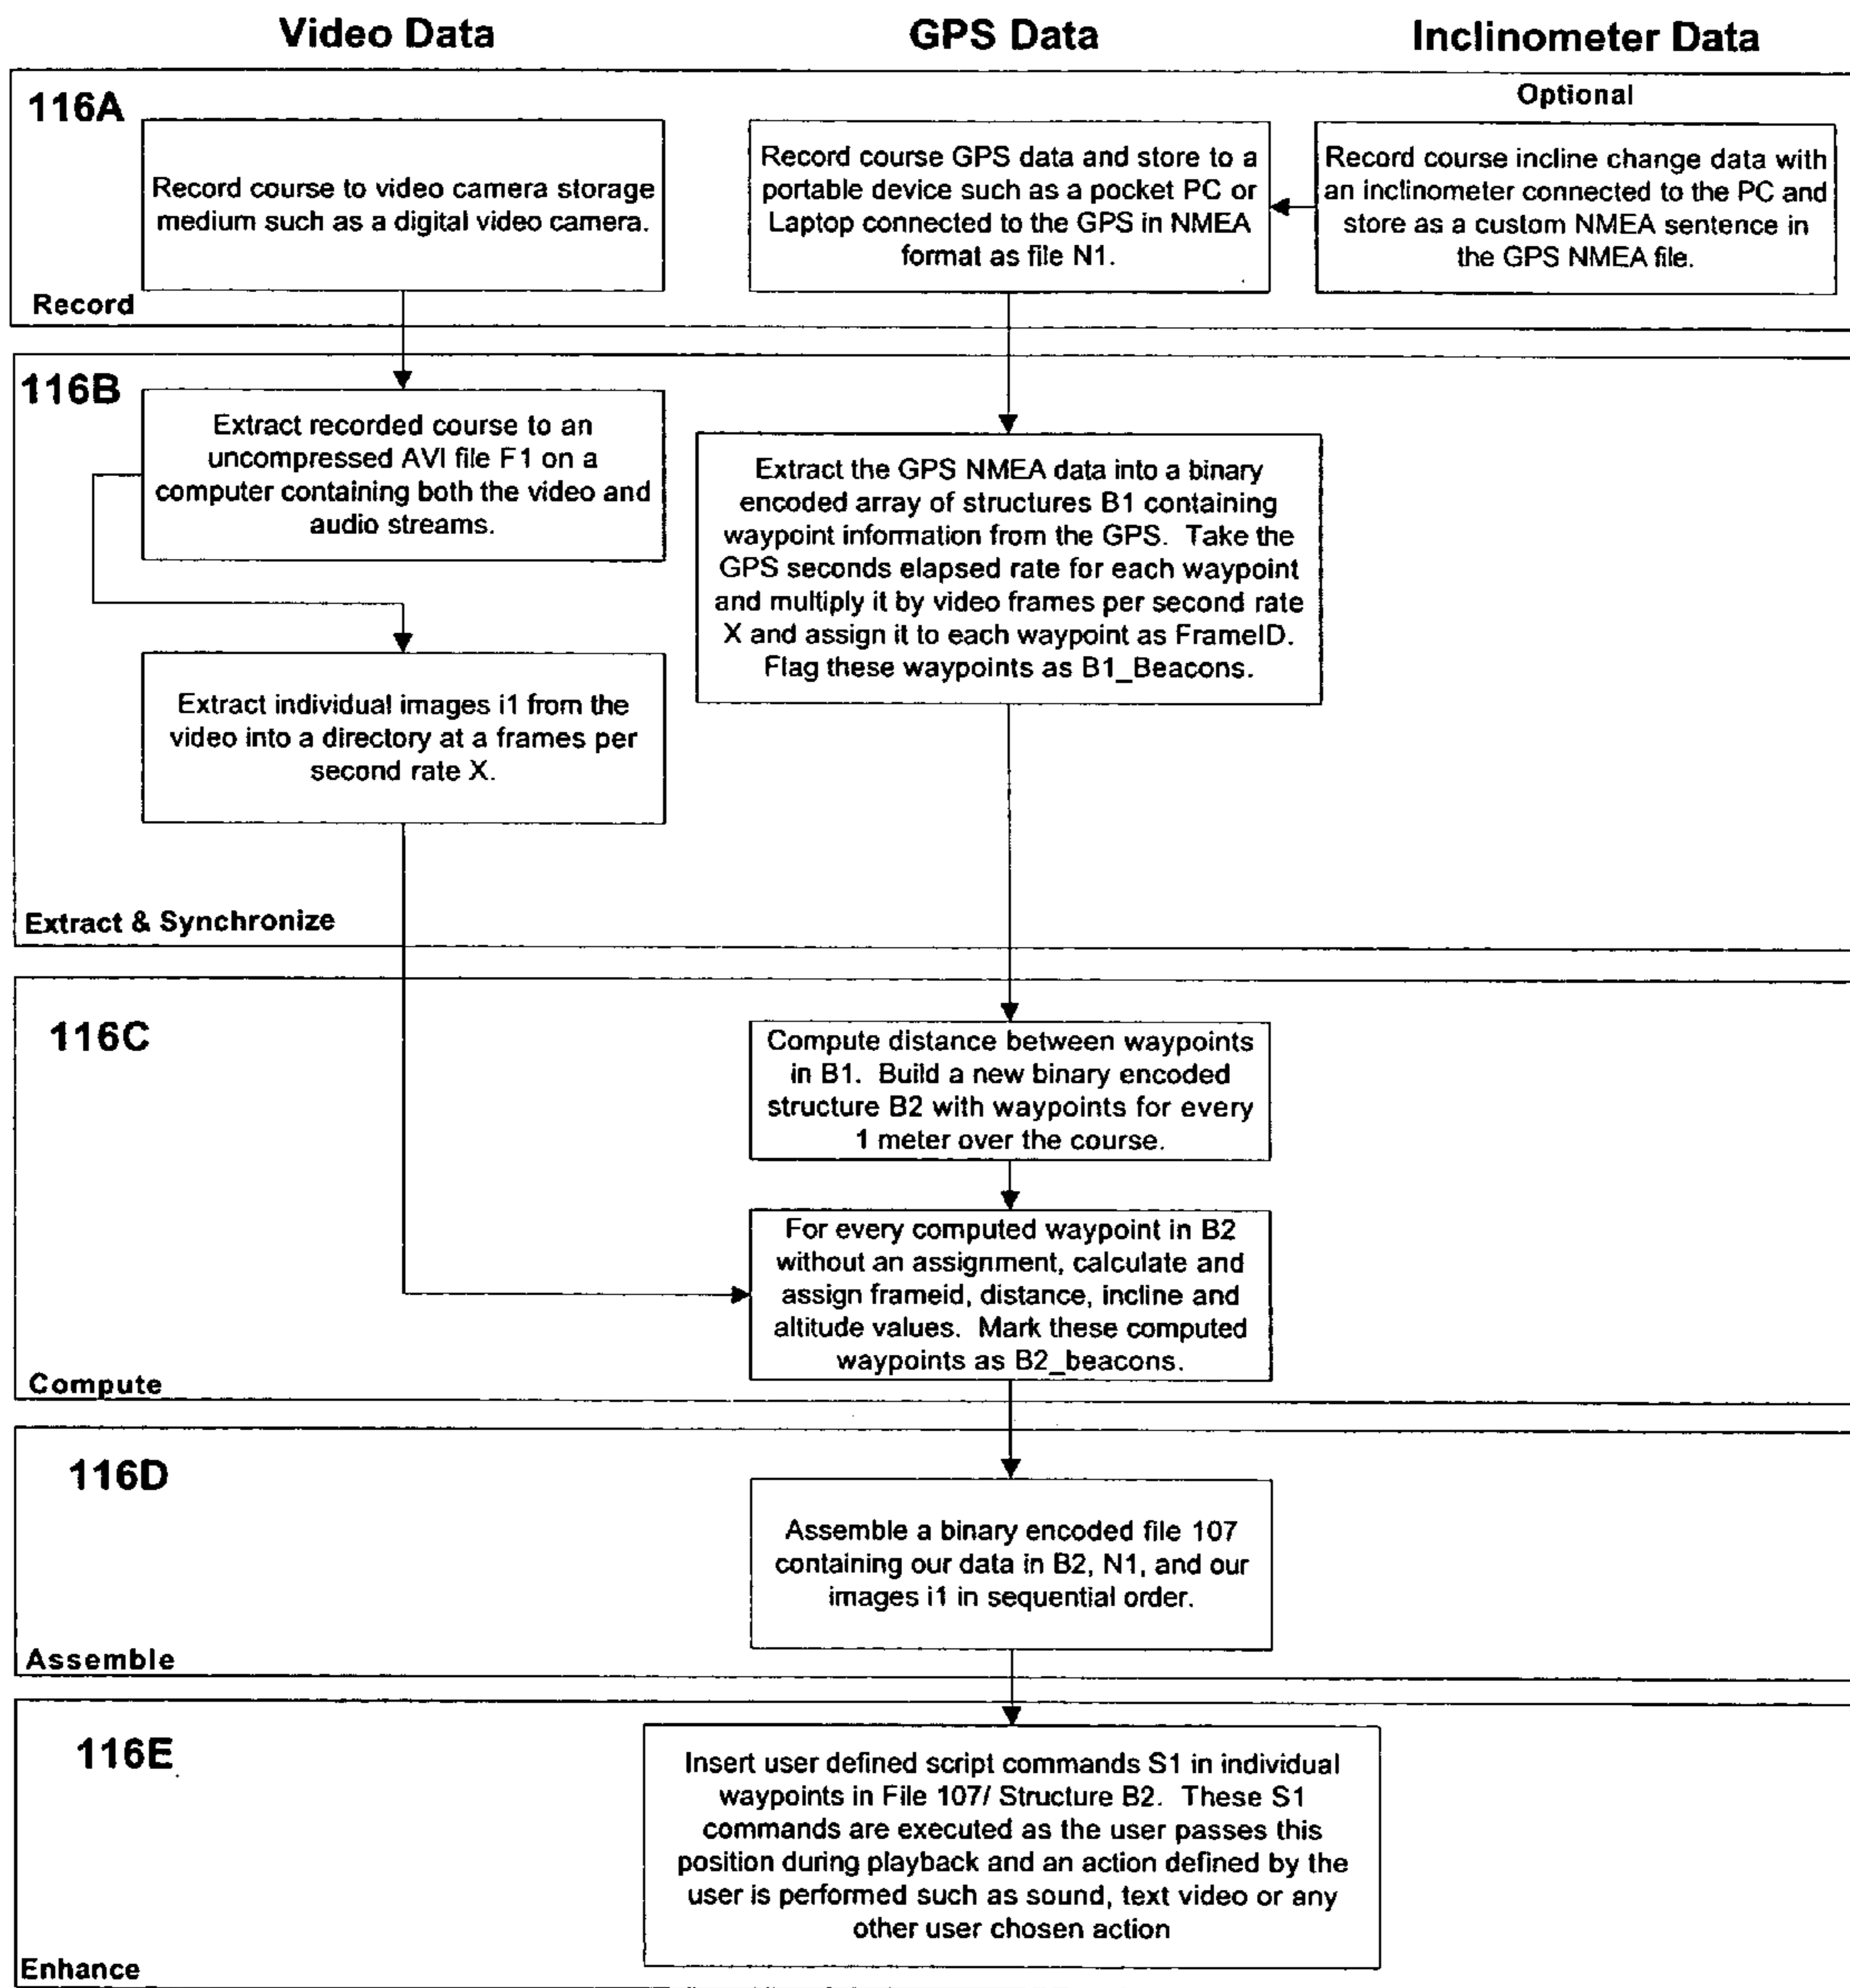 Video Data
GPS Data
Inclinometer Data
116A
Optional
Record course to video camera storage
medium such as a digital video camera.
Record course GPS data and store to a
portable device such as a pocket PC or
Laptop connected to the GPS in NMEA
format as file N1.
Record course incline change data with
an inclinometer connected to the PC and
store as a custom NMEA sentence in
the GPS NMEA file.
Record
116B
Extract recorded course to an
uncompressed AVI file F1 on a
computer containing both the video and
audio streams.
Extract the GPS NMEA data into a binary
encoded array of structures B1 containing
waypoint information from the GPS. Take the
GPS seconds elapsed rate for each waypoint
and multiply it by video frames per second rate
X and assign it to each waypoint as FrameID.
Flag these waypoints as B1_Beacons.
Extract individual images i1 from the
video into a directory at a frames per
second rate X.
Extract & Synchronize
116C
Compute distance between waypoints
in B1. Build a new binary encoded
structure B2 with waypoints for every
1 meter over the course.
For every computed waypoint in B2
without an assignment, calculate and
assign frameid, distance, incline and
altitude values. Mark these computed
waypoints as B2_beacons.
Compute
116D
Assemble a binary encoded file 107
containing our data in B2, N1, and our
images i1 in sequential order.
Assemble
116E
Insert user defined script commands S1 in individual
waypoints in File 107/ Structure B2. These S1
commands are executed as the user passes this
position during playback and an action defined by the
user is performed such as sound, text video or any
other user chosen action
Enhance